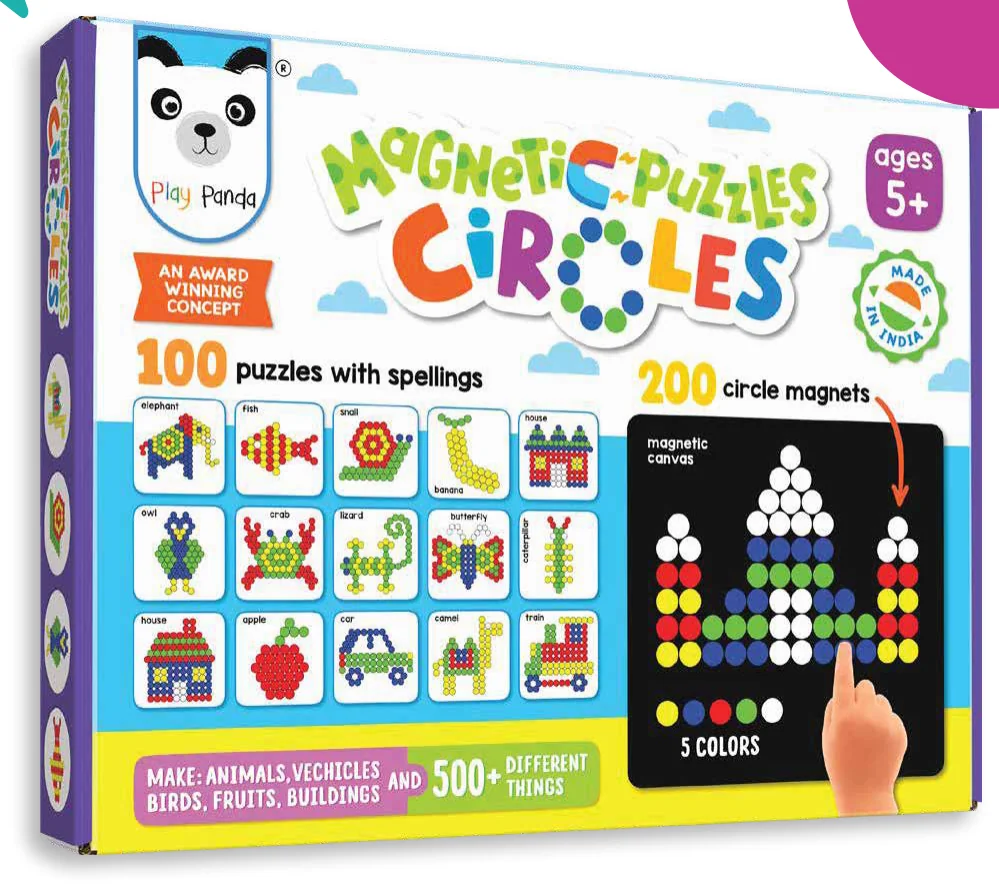 Play Panda
®
MAGNETIC PUZZLES
CIRCLES
ages
5+
AN AWARD
WINNING
CONCEPT
MADE
IN INDIA
100 puzzles with spellings
200 circle magnets
elephant
fish
snail
banana
house
owl
crab
lizard
butterfly
caterpillar
house
apple
car
camel
train
magnetic
canvas
5 COLORS
MAKE: ANIMALS, VECHICLES
BIRDS, FRUITS, BUILDINGS
AND
500+ DIFFERENT
THINGS
MAGNETIC PUZZLES
CIRCLES